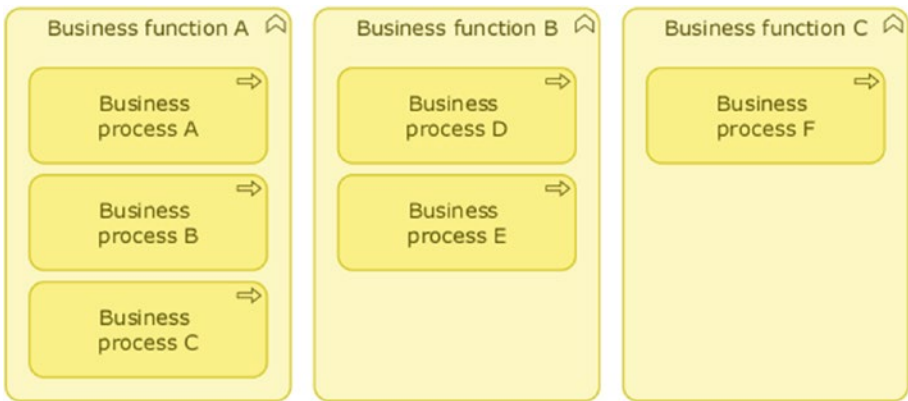 Business function A
Business
process A
Business
process B
Business
process C
Business function B
Business
process D
Business
process E
Business function C
Business
process F